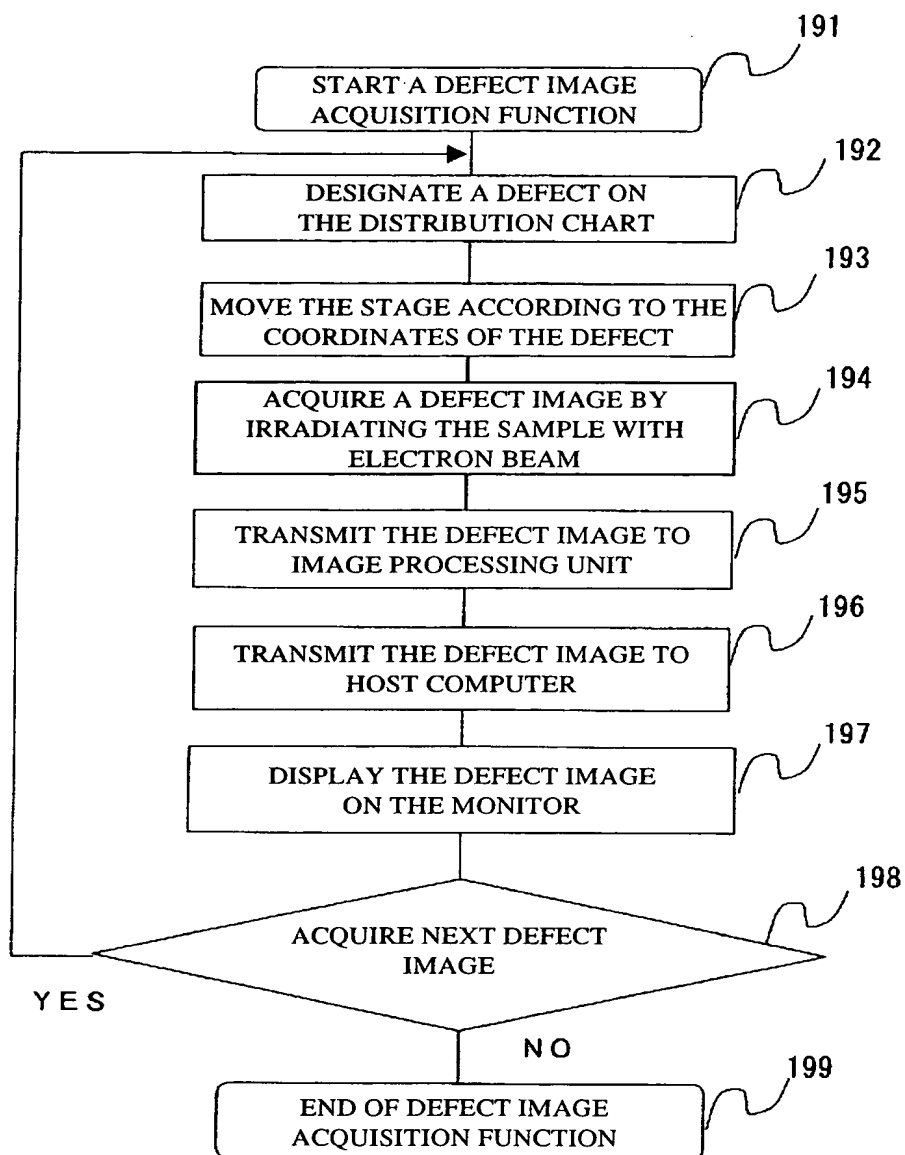 191
START A DEFECT IMAGE
ACQUISITION FUNCTION
192
DESIGNATE A DEFECT ON
THE DISTRIBUTION CHART
193
MOVE THE STAGE ACCORDING TO THE
COORDINATES OF THE DEFECT
194
ACQUIRE A DEFECT IMAGE BY
IRRADIATING THE SAMPLE WITH
ELECTRON BEAM
195
TRANSMIT THE DEFECT IMAGE TO
IMAGE PROCESSING UNIT
196
TRANSMIT THE DEFECT IMAGE TO
HOST COMPUTER
197
DISPLAY THE DEFECT IMAGE
ON THE MONITOR
198
ACQUIRE NEXT DEFECT
IMAGE
YES
NO
199
END OF DEFECT IMAGE
ACQUISITION FUNCTION